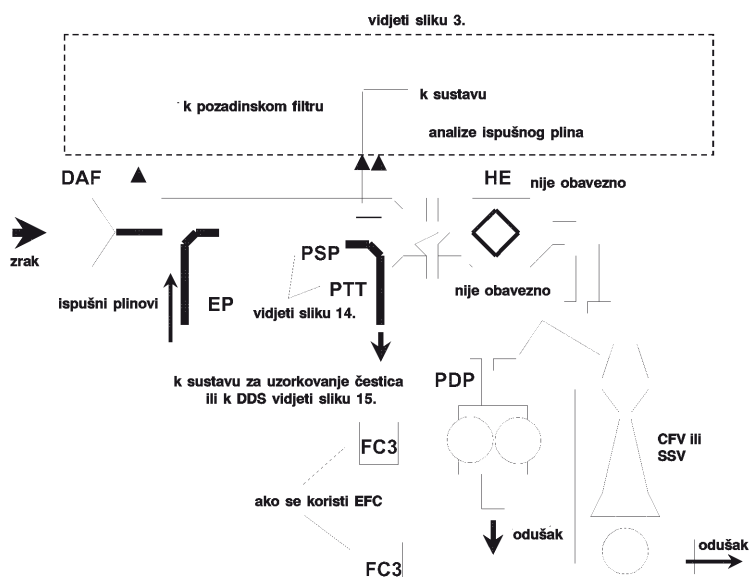 vidjeti sliku 3.
k sustavu
k pozadinskom filtru
analize ispušnog plina
DAF
HE
nije obavezno
zrak
PSP
ispušni plinovi
EP
PTT
nije obavezno
vidjeti sliku 14.
k sustavu za uzorkovanje čestica
ili k DDS vidjeti sliku 15.
PDP
FC3
CFV ili
SSV
ako se koristi EFC
odušak
odušak
FC3